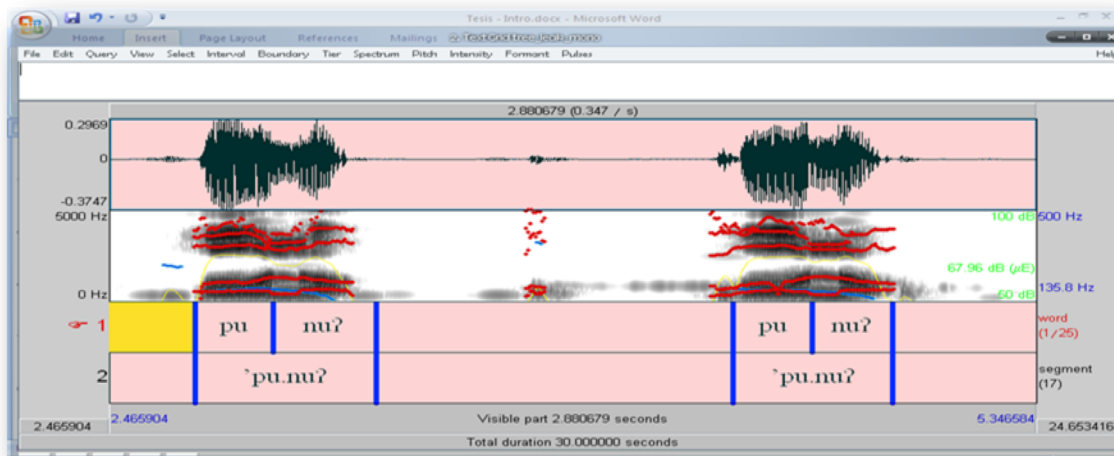 Tesis - Intro.docx - Microsoft Word
Home Insert Page Layout References Mailings 2. TextGrid
File Edit Query View Select Interval Boundary Tier Spectrum Pitch Intensity Formant Pulses Help
2.880679 (0.347 / s)
0.2969
0
-0.3747
5000 Hz 100 dB 500 Hz
67.96 dB (µE)
0 Hz 50 dB 135.8 Hz
1 pu nuʔ pu nuʔ word (1/25)
2 ˈpu.nuʔ ˈpu.nuʔ segment (17)
2.465904 2.465904 Visible part 2.880679 seconds 5.346584 24.653416
Total duration 30.000000 seconds